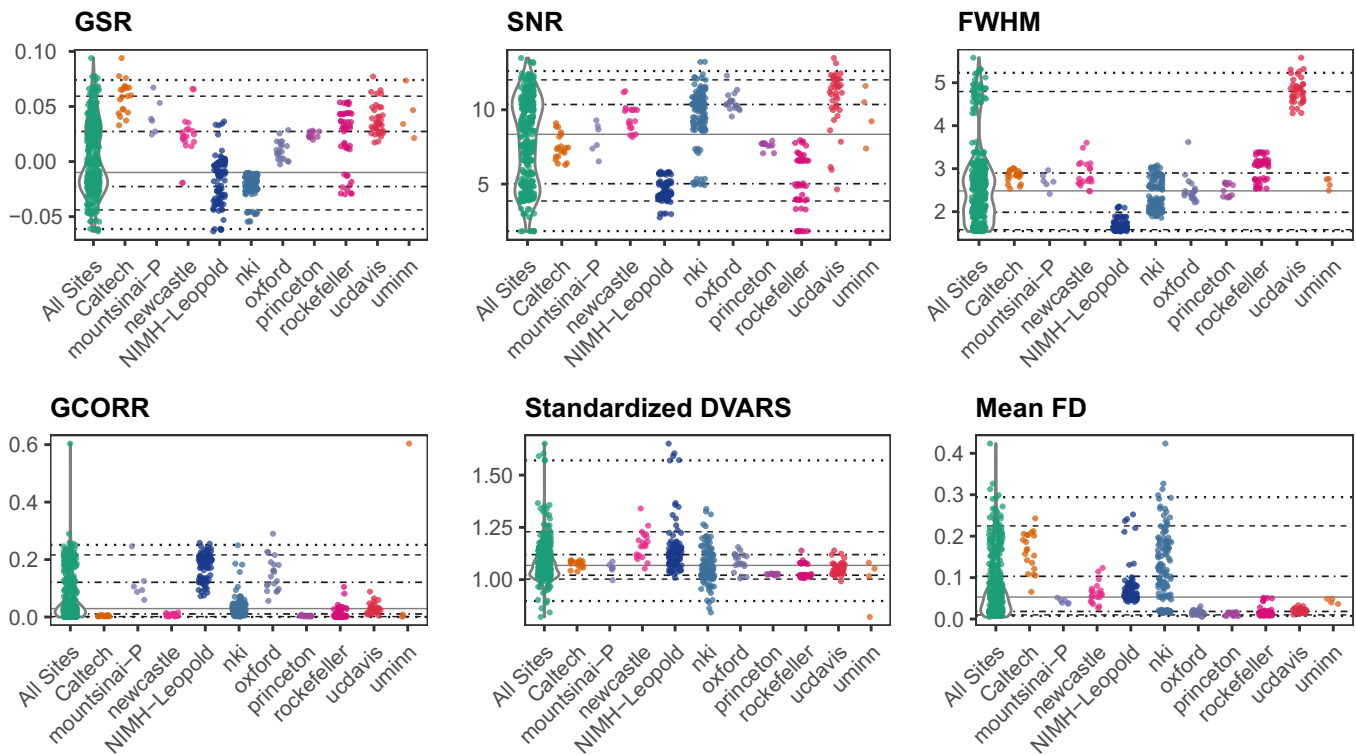 GSR
SNR
FWHM
0.10
0.05
0.00
−0.05
10
5
5
4
3
2
All Sites
Caltech
mountsinai−P
newcastle
NIMH−Leopold
nki
oxford
princeton
rockefeller
ucdavis
uminn
All Sites
Caltech
mountsinai−P
newcastle
NIMH−Leopold
nki
oxford
princeton
rockefeller
ucdavis
uminn
All Sites
Caltech
mountsinai−P
newcastle
NIMH−Leopold
nki
oxford
princeton
rockefeller
ucdavis
uminn
GCORR
Standardized DVARS
Mean FD
0.6
0.4
0.2
0.0
1.50
1.25
1.00
0.4
0.3
0.2
0.1
0.0
All Sites
Caltech
mountsinai−P
newcastle
NIMH−Leopold
nki
oxford
princeton
rockefeller
ucdavis
uminn
All Sites
Caltech
mountsinai−P
newcastle
NIMH−Leopold
nki
oxford
princeton
rockefeller
ucdavis
uminn
All Sites
Caltech
mountsinai−P
newcastle
NIMH−Leopold
nki
oxford
princeton
rockefeller
ucdavis
uminn